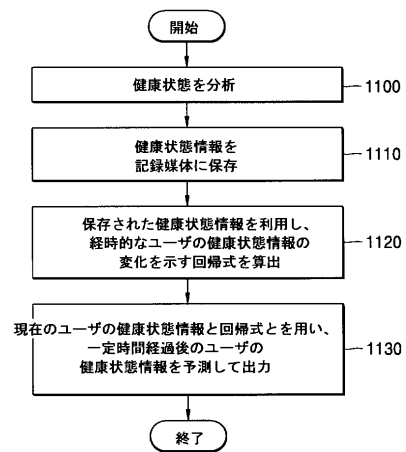 開始
健康状態を分析
1100
健康状態情報を
記録媒体に保存
1110
保存された健康状態情報を利用し、
経時的なユーザの健康状態情報の
変化を示す回帰式を算出
1120
現在のユーザの健康状態情報と回帰式とを用い、
一定時間経過後のユーザの
健康状態情報を予測して出力
1130
終了